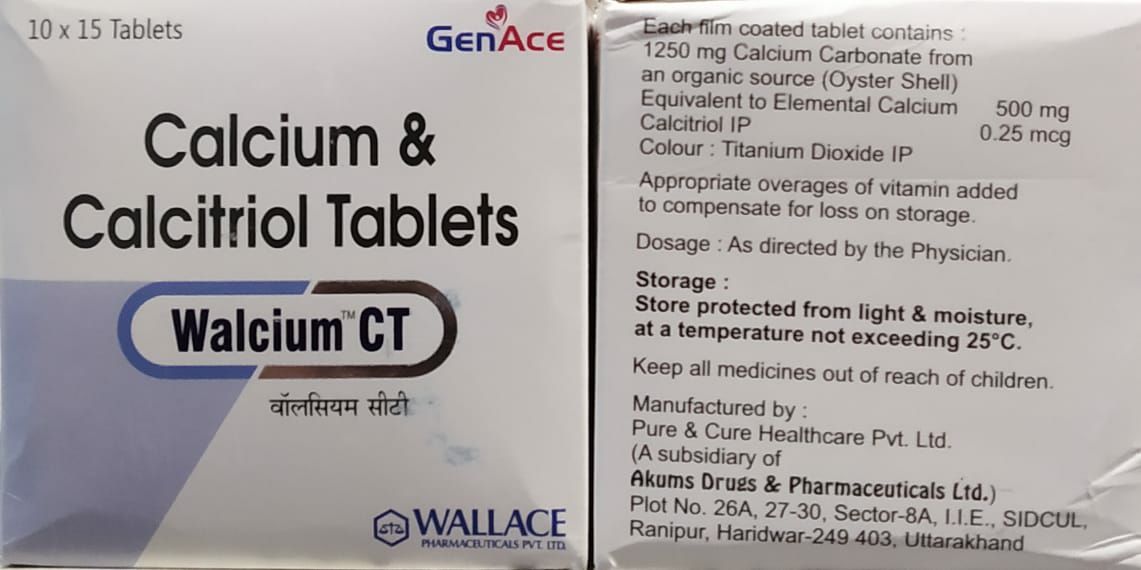 10 x 15 Tablets
GENACE
Calcium &
Calcitriol Tablets
Walcium™ CT
वॉलसियम सीटी
WALLACE
PHARMACEUTICALS PVT. LTD.
Each film coated tablet contains :
1250 mg Calcium Carbonate from
an organic source (Oyster Shell)
Equivalent to Elemental Calcium 500 mg
Calcitriol IP 0.25 mcg
Colour : Titanium Dioxide IP
Appropriate overages of vitamin added
to compensate for loss on storage.
Dosage : As directed by the Physician.
Storage :
Store protected from light & moisture,
at a temperature not exceeding 25°C.
Keep all medicines out of reach of children.
Manufactured by :
Pure & Cure Healthcare Pvt. Ltd.
(A subsidiary of
Akums Drugs & Pharmaceuticals Ltd.)
Plot No. 26A, 27-30, Sector-8A, I.I.E., SIDCUL,
Ranipur, Haridwar-249 403, Uttarakhand